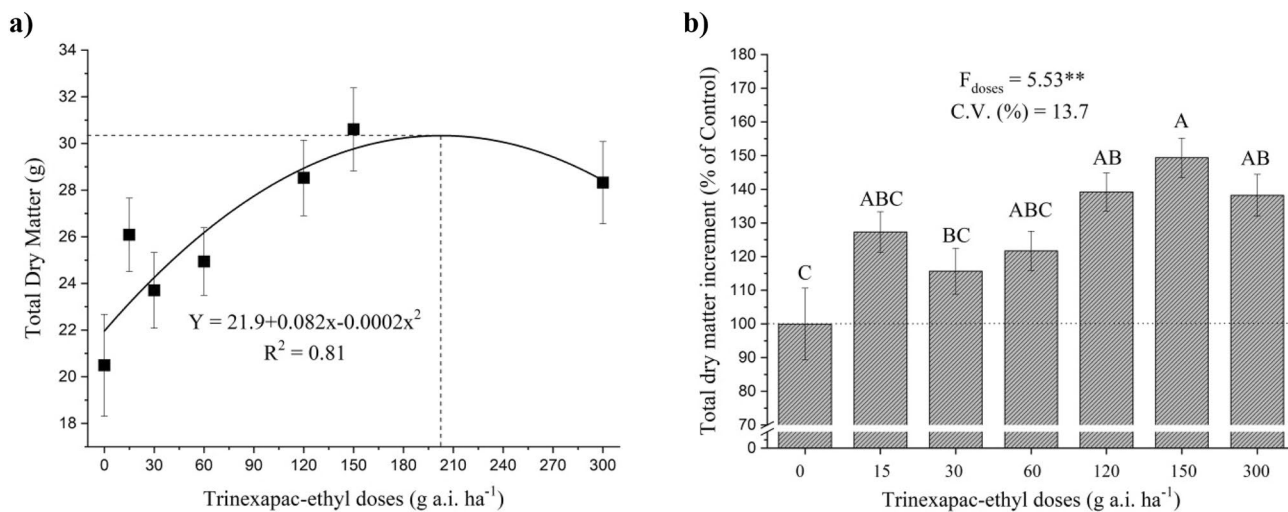 a)
34
32
30
28
26
24
22
20
18
Total Dry Matter (g)
Y = 21.9+0.082x-0.0002x²
R² = 0.81
0 30 60 90 120 150 180 210 240 270 300
Trinexapac-ethyl doses (g a.i. ha⁻¹)
b)
180
170
160
150
140
130
120
110
100
90
80
70
0
Total dry matter increment (% of Control)
F_doses = 5.53**
C.V. (%) = 13.7
C ABC BC ABC AB A AB
0 15 30 60 120 150 300
Trinexapac-ethyl doses (g a.i. ha⁻¹)